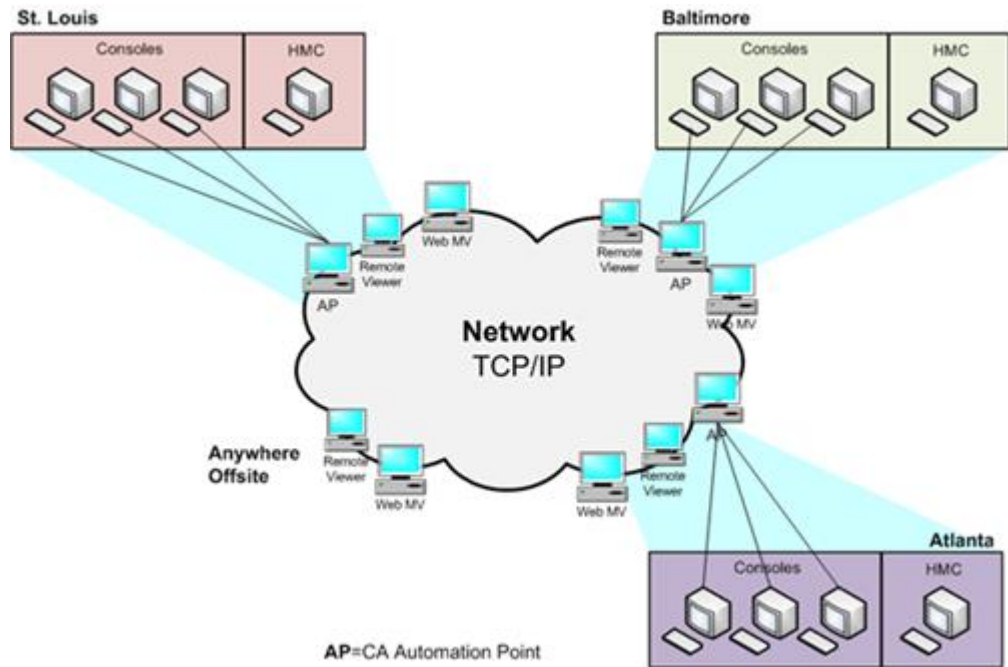 St. Louis
Consoles
HMC
Baltimore
Consoles
HMC
Web MV
Remote
Viewer
AP
Remote
Viewer
AP
Web MV
Network
TCP/IP
AP
Anywhere
Offsite
Remote
Viewer
Web MV
Remote
Viewer
Web MV
Atlanta
Consoles
HMC
AP=CA Automation Point